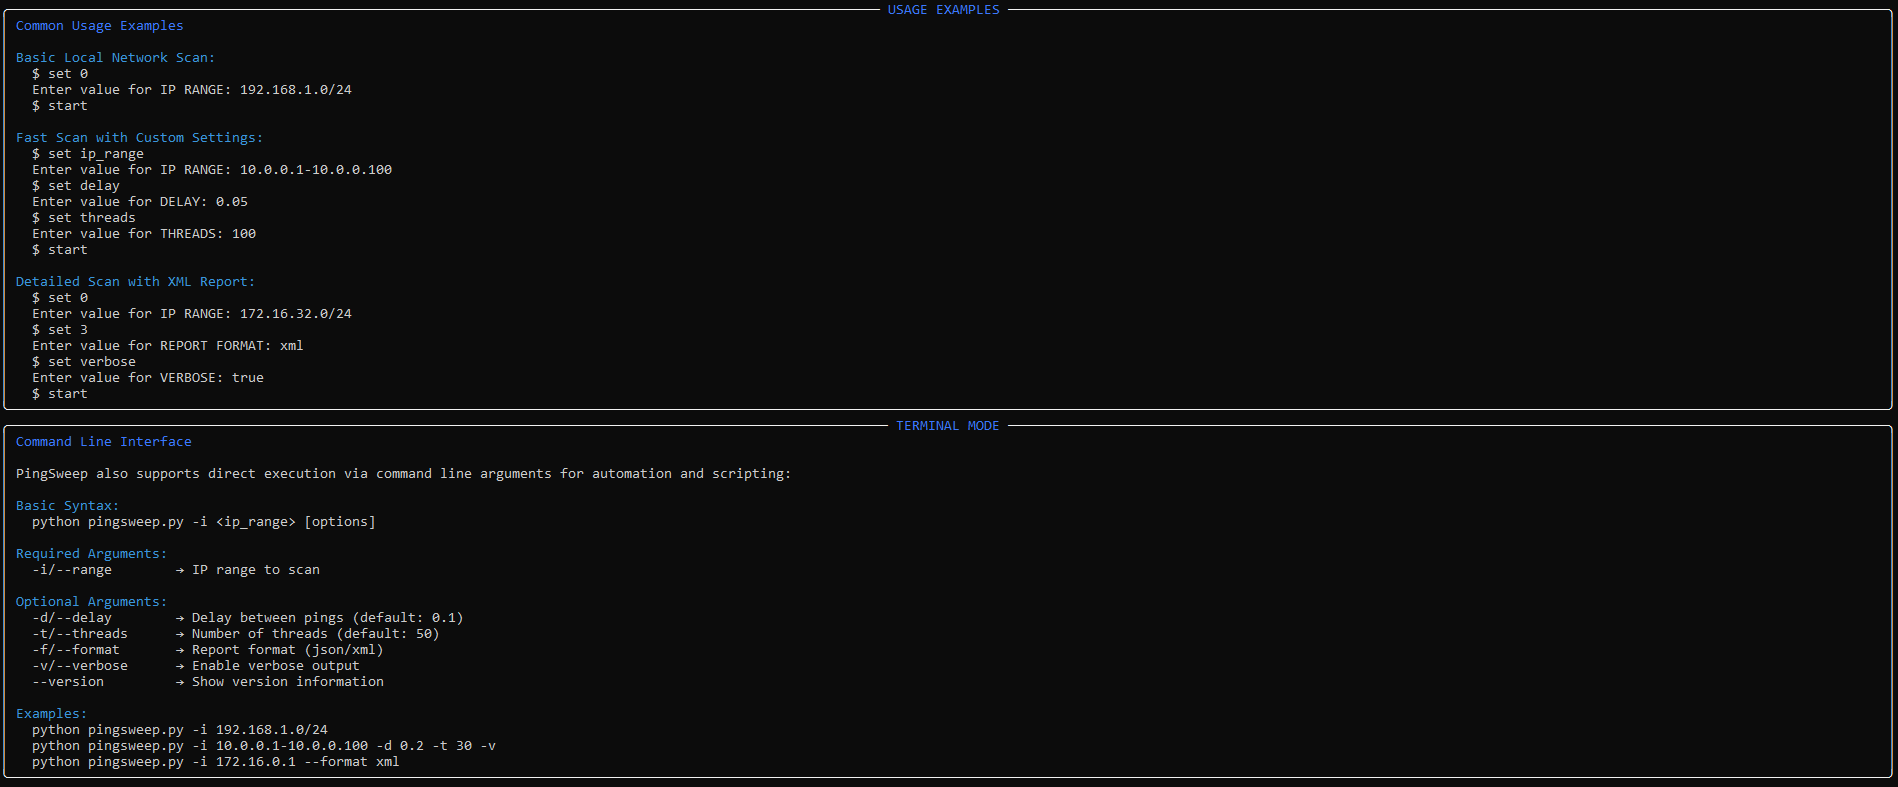 USAGE EXAMPLES
Common Usage Examples
Basic Local Network Scan:
$ set 0
Enter value for IP RANGE: 192.168.1.0/24
$ start
Fast Scan with Custom Settings:
$ set ip_range
Enter value for IP RANGE: 10.0.0.1-10.0.0.100
$ set delay
Enter value for DELAY: 0.05
$ set threads
Enter value for THREADS: 100
$ start
Detailed Scan with XML Report:
$ set 0
Enter value for IP RANGE: 172.16.32.0/24
$ set 3
Enter value for REPORT FORMAT: xml
$ set verbose
Enter value for VERBOSE: true
$ start
TERMINAL MODE
Command Line Interface
PingSweep also supports direct execution via command line arguments for automation and scripting:
Basic Syntax:
python pingsweep.py -i <ip_range> [options]
Required Arguments:
-i/--range → IP range to scan
Optional Arguments:
-d/--delay → Delay between pings (default: 0.1)
-t/--threads → Number of threads (default: 50)
-f/--format → Report format (json/xml)
-v/--verbose → Enable verbose output
--version → Show version information
Examples:
python pingsweep.py -i 192.168.1.0/24
python pingsweep.py -i 10.0.0.1-10.0.0.100 -d 0.2 -t 30 -v
python pingsweep.py -i 172.16.0.1 --format xml